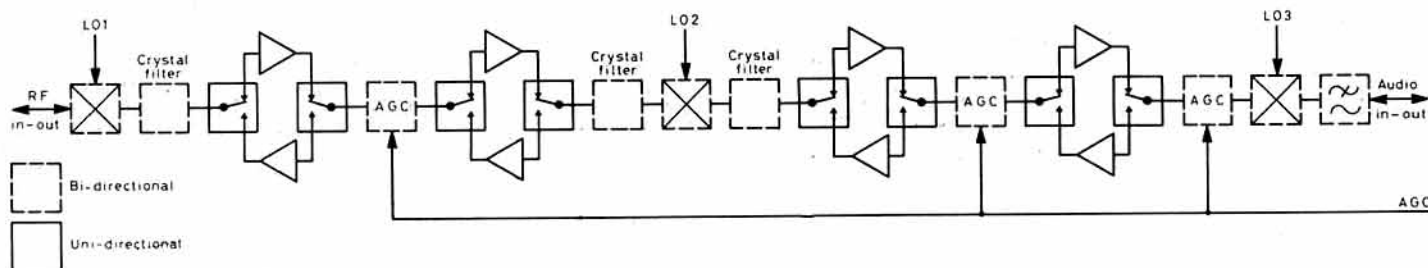 LO1
LO2
LO3
Crystal
filter
Crystal
filter
Crystal
filter
RF
in-out
AGC
AGC
AGC
Audio
in-out
Bi-directional
AGC
Uni-directional